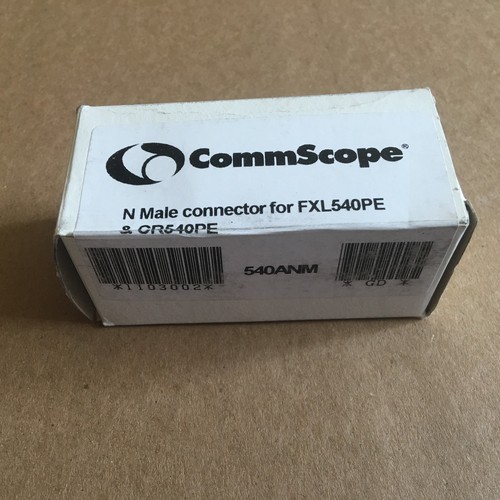 CommScope®
N Male connector for FXL540PE
& CR540PE
540ANM
*1103002*
* GD *